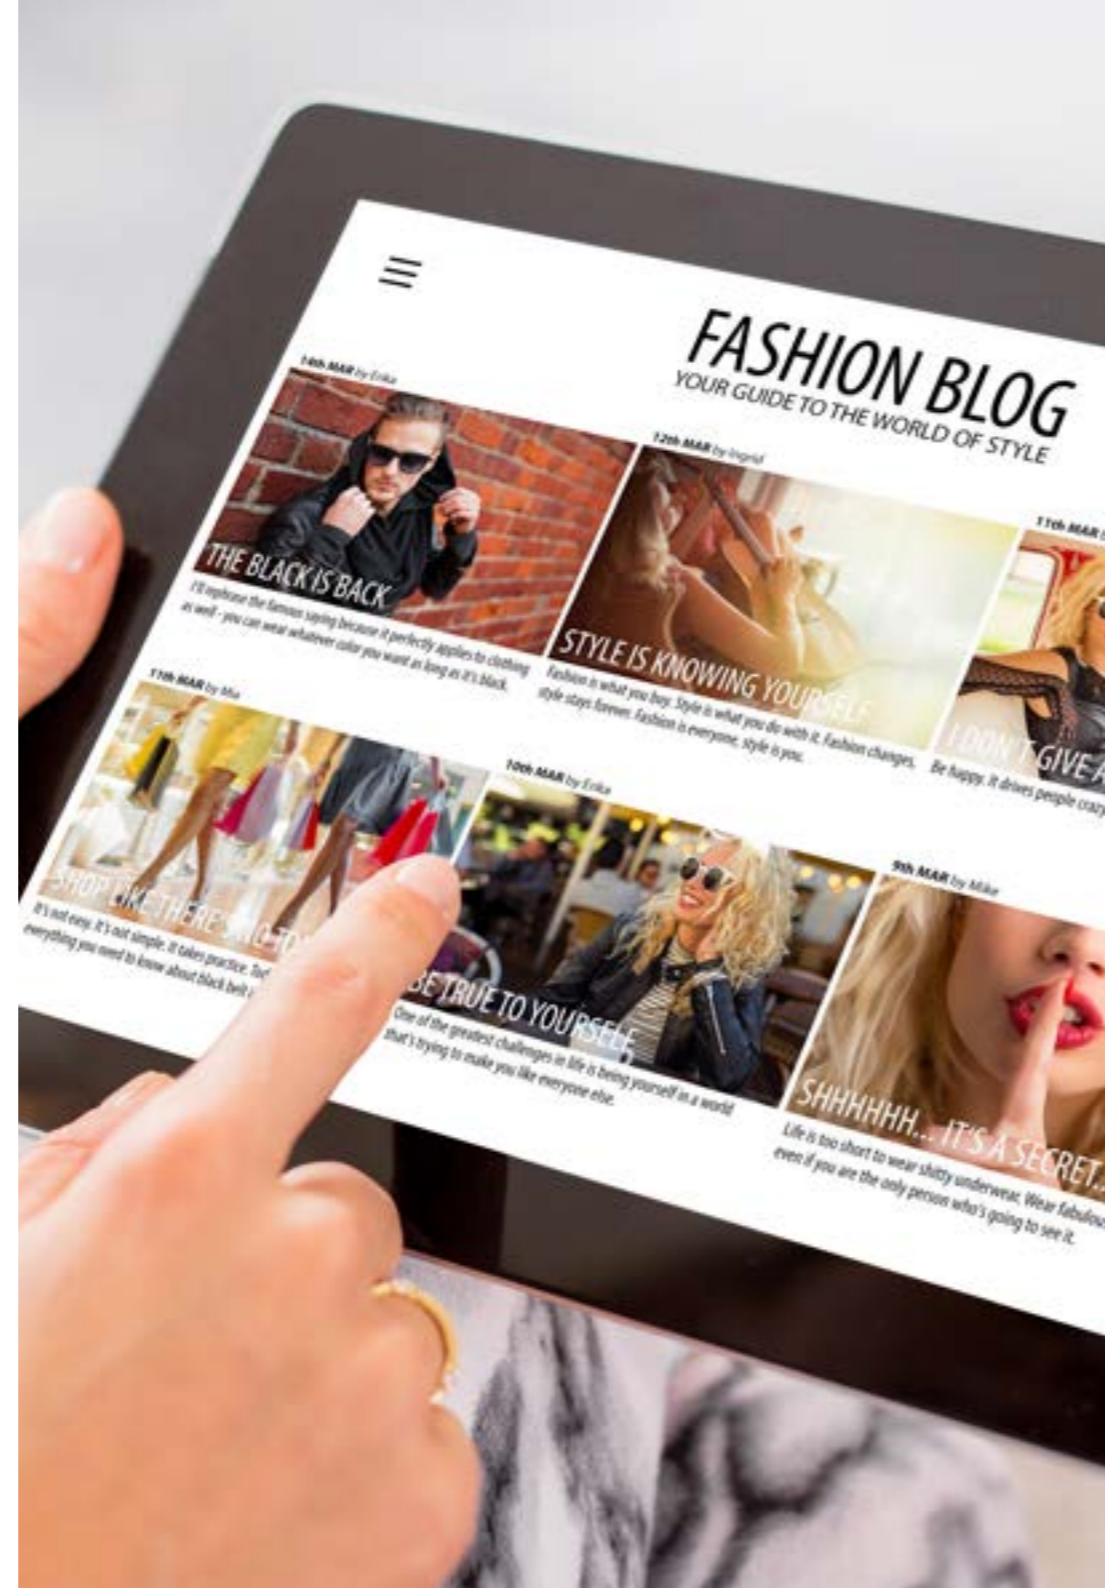 FASHION BLOG
YOUR GUIDE TO THE WORLD OF STYLE
14th MAR by Erika
THE BLACK IS BACK
I'll rephrase the famous saying because it perfectly applies to clothing
as well - you can wear whatever color you want as long as it's black.
12th MAR by Ingrid
STYLE IS KNOWING YOURSELF
Fashion is what you buy. Style is what you do with it. Fashion changes,
style stays forever. Fashion is everyone, style is you.
11th MAR
I DON'T GIVE A
Be happy. It drives people crazy
11th MAR by Mia
SHOP LIKE THERE'S NO
It's not easy. It's not simple. It takes practice.
everything you need to know about black belt
10th MAR by Erika
BE TRUE TO YOURSELF
One of the greatest challenges in life is being yourself in a world
that's trying to make you like everyone else.
9th MAR by Mike
SHHHHHH... IT'S A SECRET...
Life is too short to wear shitty underwear. Wear fabulous
even if you are the only person who's going to see it.